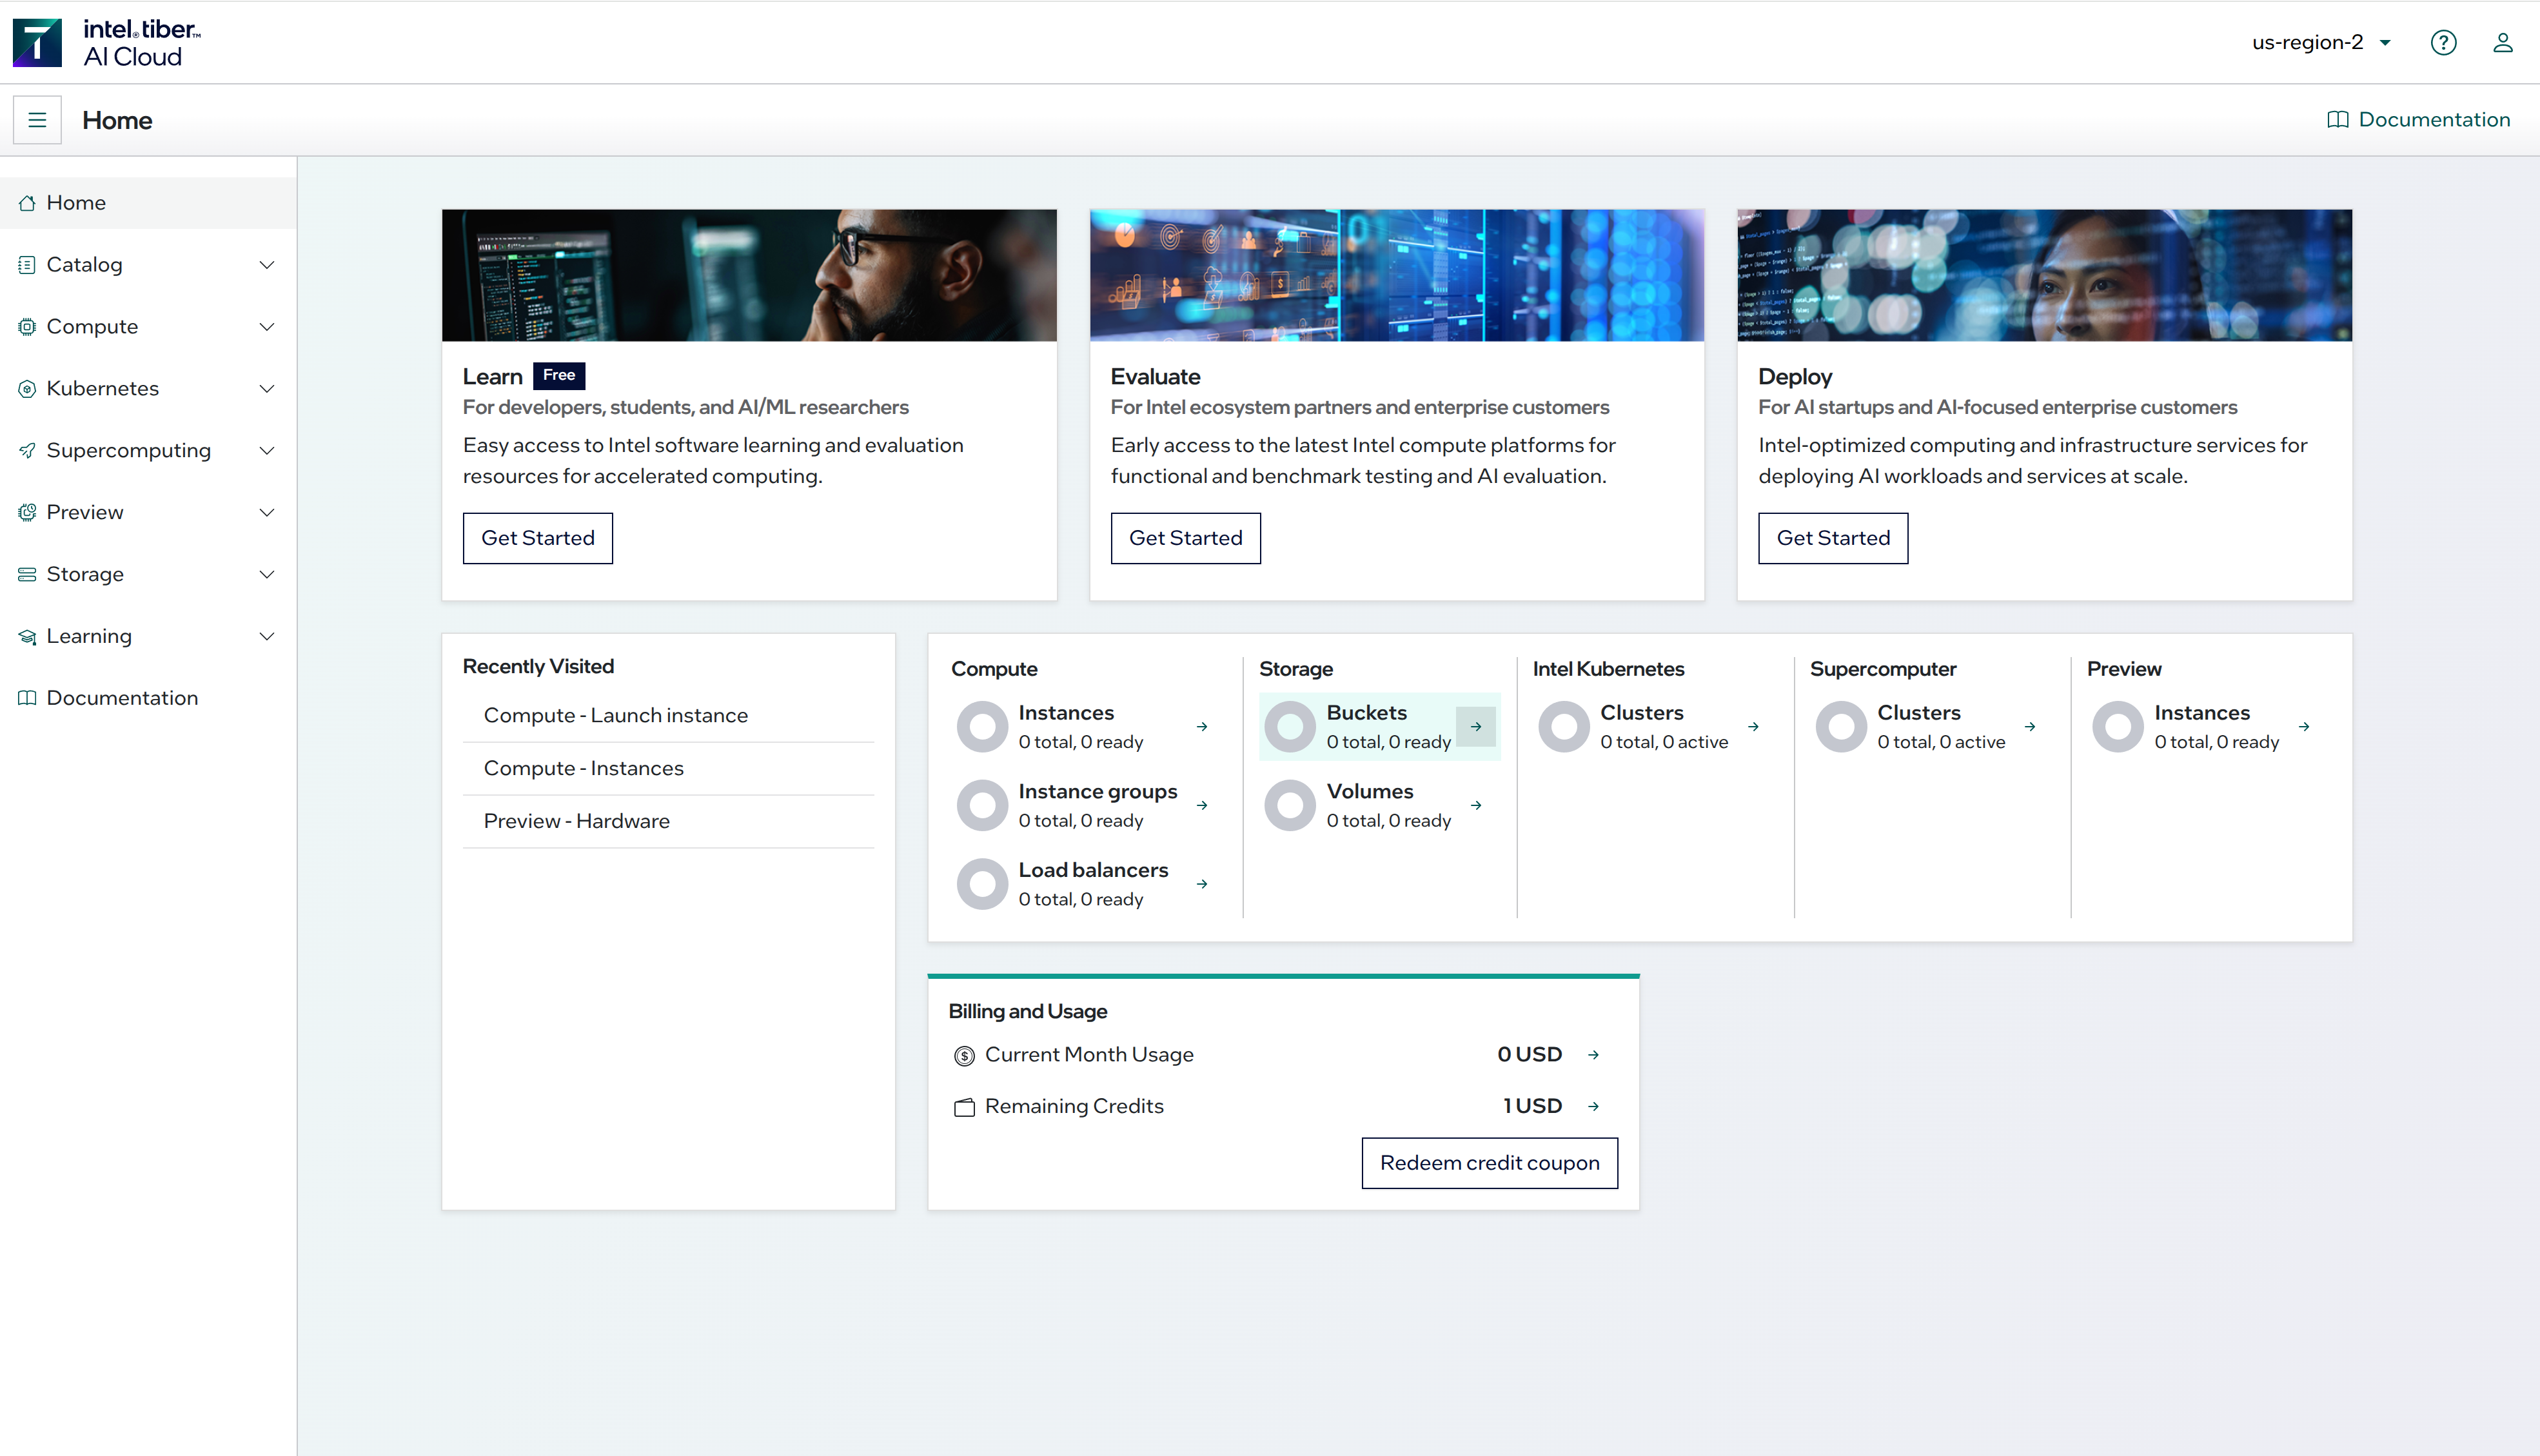 intel® tiber™
AI Cloud
us-region-2
Home
Documentation
Home
Catalog
Compute
Kubernetes
Supercomputing
Preview
Storage
Learning
Documentation
Learn Free
For developers, students, and AI/ML researchers
Easy access to Intel software learning and evaluation
resources for accelerated computing.
Get Started
Evaluate
For Intel ecosystem partners and enterprise customers
Early access to the latest Intel compute platforms for
functional and benchmark testing and AI evaluation.
Get Started
Deploy
For AI startups and AI-focused enterprise customers
Intel-optimized computing and infrastructure services for
deploying AI workloads and services at scale.
Get Started
Recently Visited
Compute - Launch instance
Compute - Instances
Preview - Hardware
Compute
Instances
0 total, 0 ready
Instance groups
0 total, 0 ready
Load balancers
0 total, 0 ready
Storage
Buckets
0 total, 0 ready
Volumes
0 total, 0 ready
Intel Kubernetes
Clusters
0 total, 0 active
Supercomputer
Clusters
0 total, 0 active
Preview
Instances
0 total, 0 ready
Billing and Usage
Current Month Usage 0 USD
Remaining Credits 1 USD
Redeem credit coupon